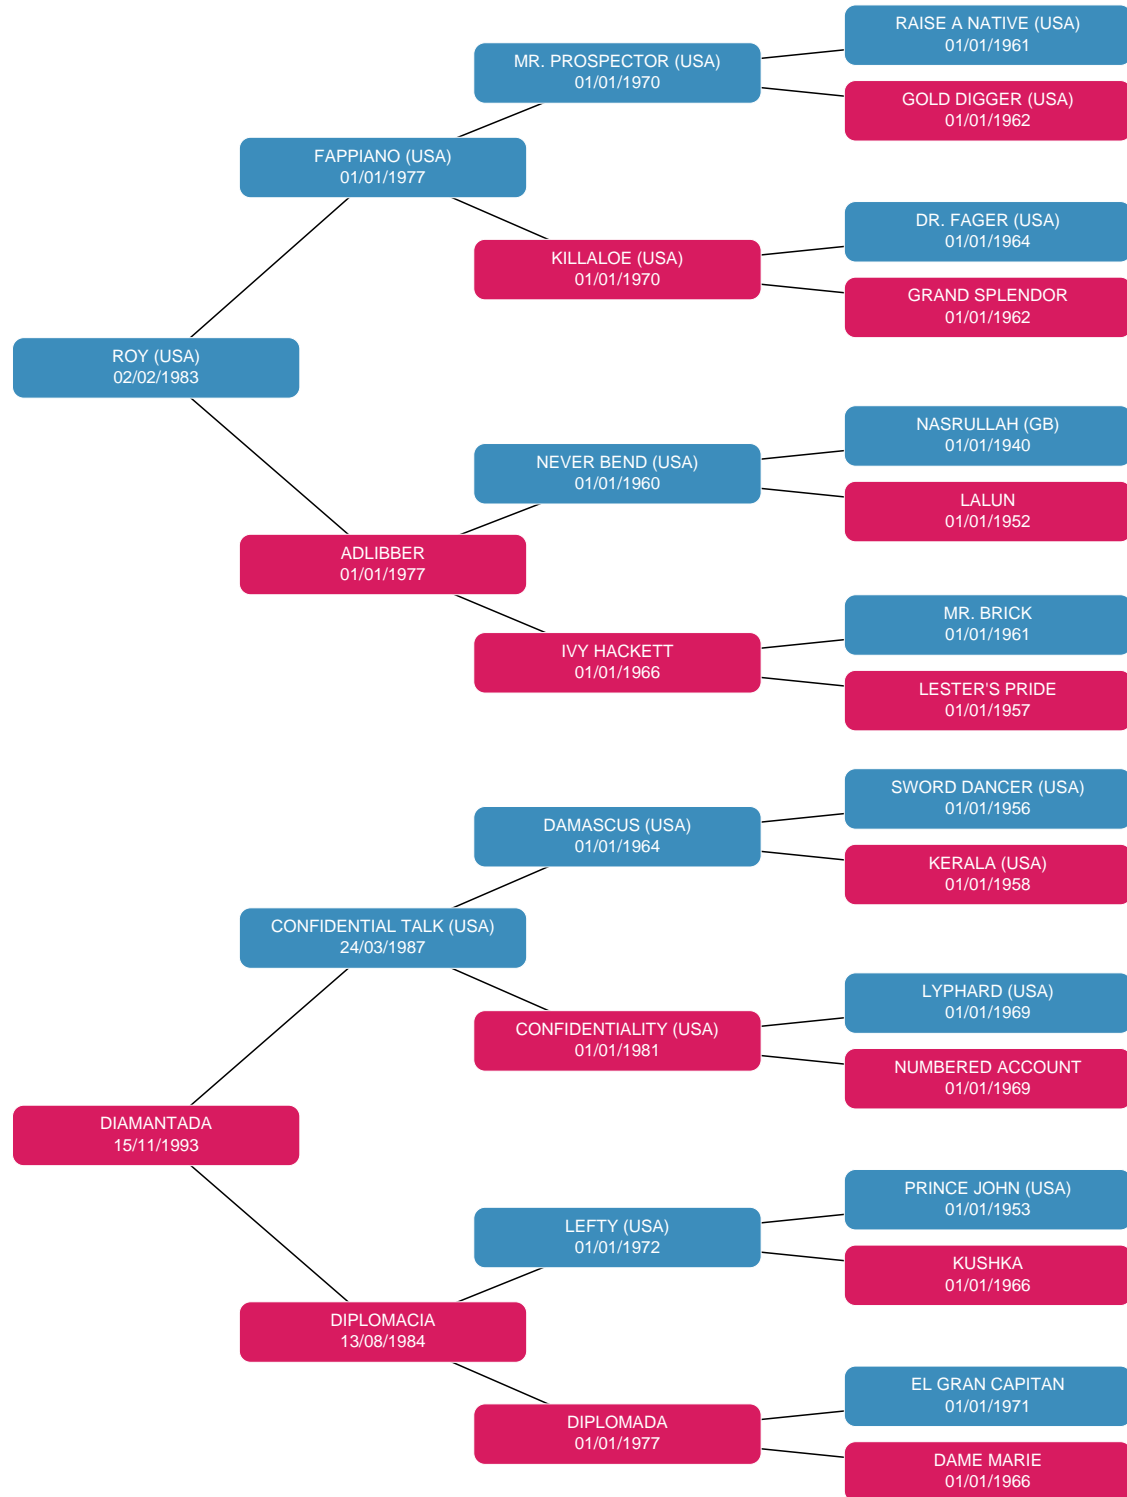 RAISE A NATIVE (USA)
01/01/1961
MR. PROSPECTOR (USA)
01/01/1970
GOLD DIGGER (USA)
01/01/1962
FAPPIANO (USA)
01/01/1977
DR. FAGER (USA)
01/01/1964
KILLALOE (USA)
01/01/1970
GRAND SPLENDOR
01/01/1962
ROY (USA)
02/02/1983
NASRULLAH (GB)
01/01/1940
NEVER BEND (USA)
01/01/1960
LALUN
01/01/1952
ADLIBBER
01/01/1977
MR. BRICK
01/01/1961
IVY HACKETT
01/01/1966
LESTER'S PRIDE
01/01/1957
SWORD DANCER (USA)
01/01/1956
DAMASCUS (USA)
01/01/1964
KERALA (USA)
01/01/1958
CONFIDENTIAL TALK (USA)
24/03/1987
LYPHARD (USA)
01/01/1969
CONFIDENTIALITY (USA)
01/01/1981
NUMBERED ACCOUNT
01/01/1969
DIAMANTADA
15/11/1993
PRINCE JOHN (USA)
01/01/1953
LEFTY (USA)
01/01/1972
KUSHKA
01/01/1966
DIPLOMACIA
13/08/1984
EL GRAN CAPITAN
01/01/1971
DIPLOMADA
01/01/1977
DAME MARIE
01/01/1966